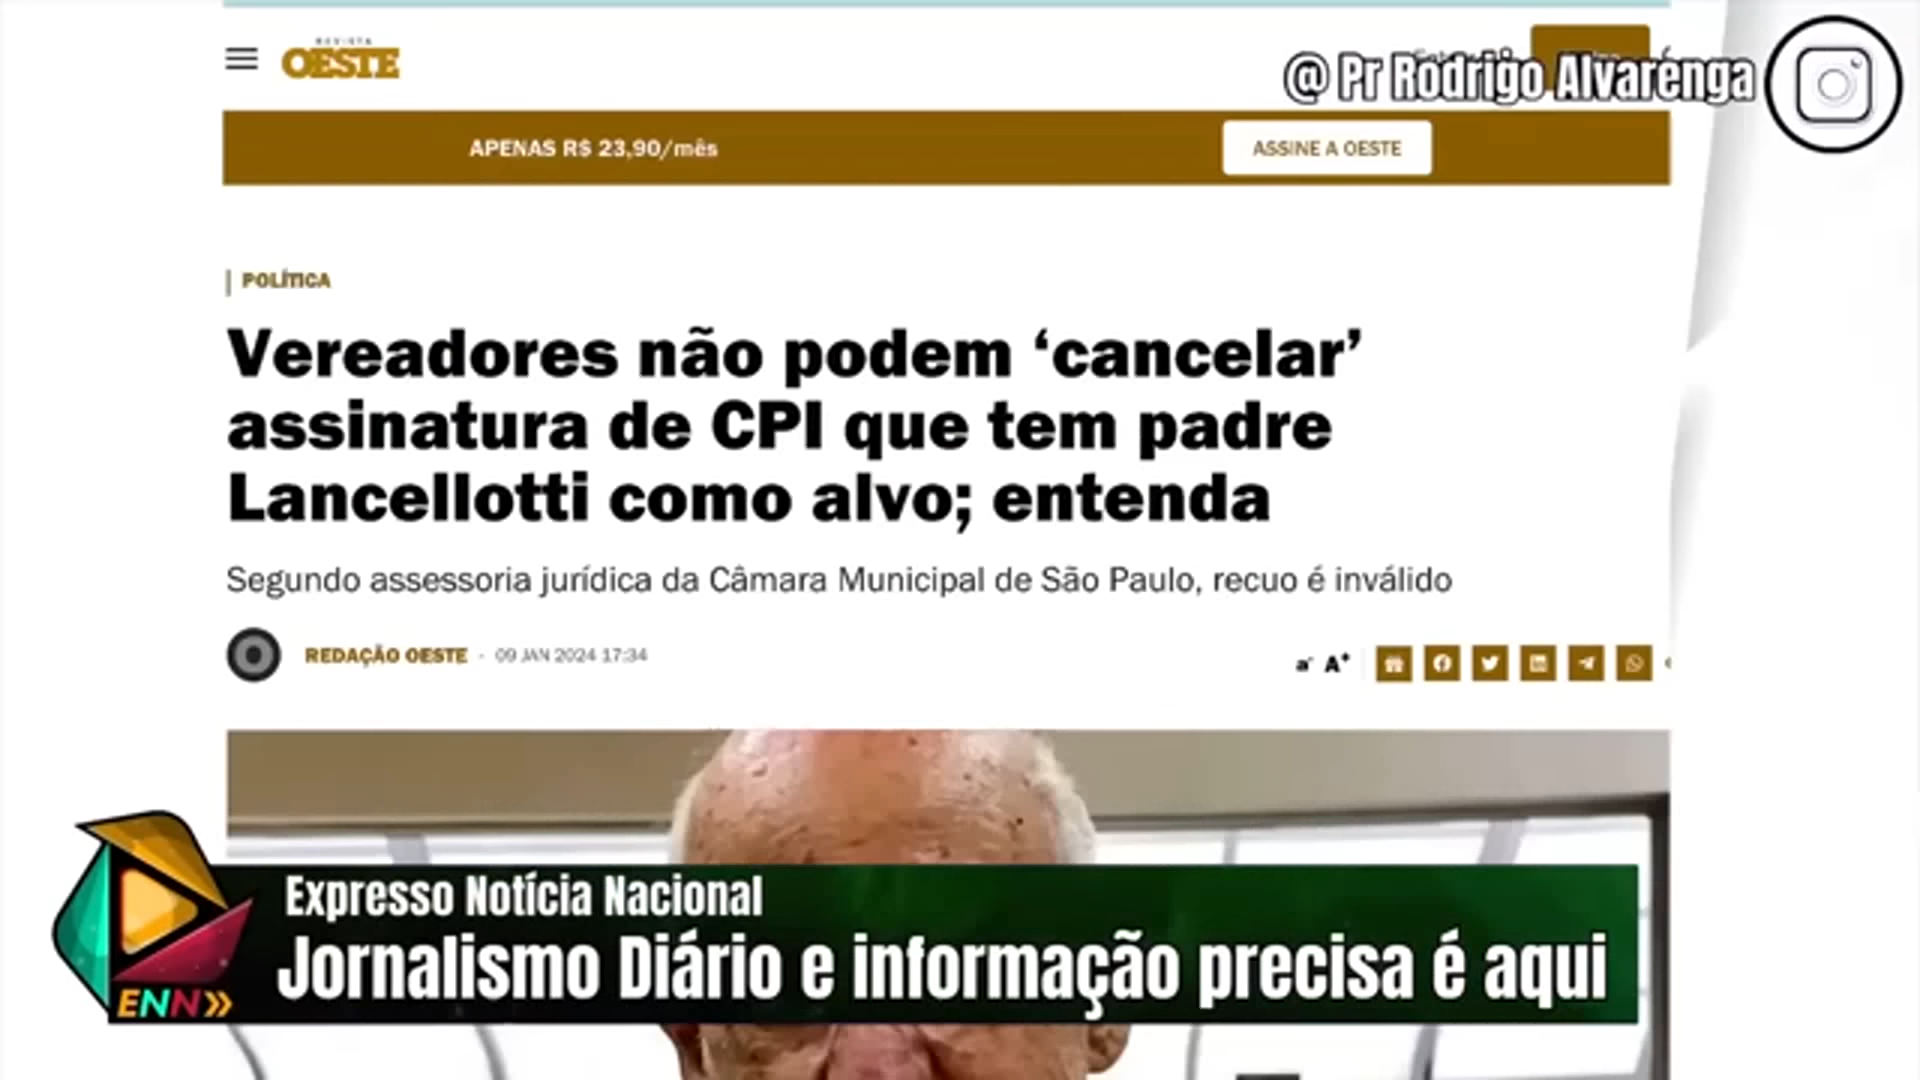 REVISTA
OESTE
@ Pr Rodrigo Alvarenga
APENAS R$ 23,90/mês
ASSINE A OESTE
POLÍTICA
Vereadores não podem ‘cancelar’
assinatura de CPI que tem padre
Lancellotti como alvo; entenda
Segundo assessoria jurídica da Câmara Municipal de São Paulo, recuo é inválido
REDAÇÃO OESTE - 09 JAN 2024 17:34
a- A+
Expresso Notícia Nacional
Jornalismo Diário e informação precisa é aqui
ENN»